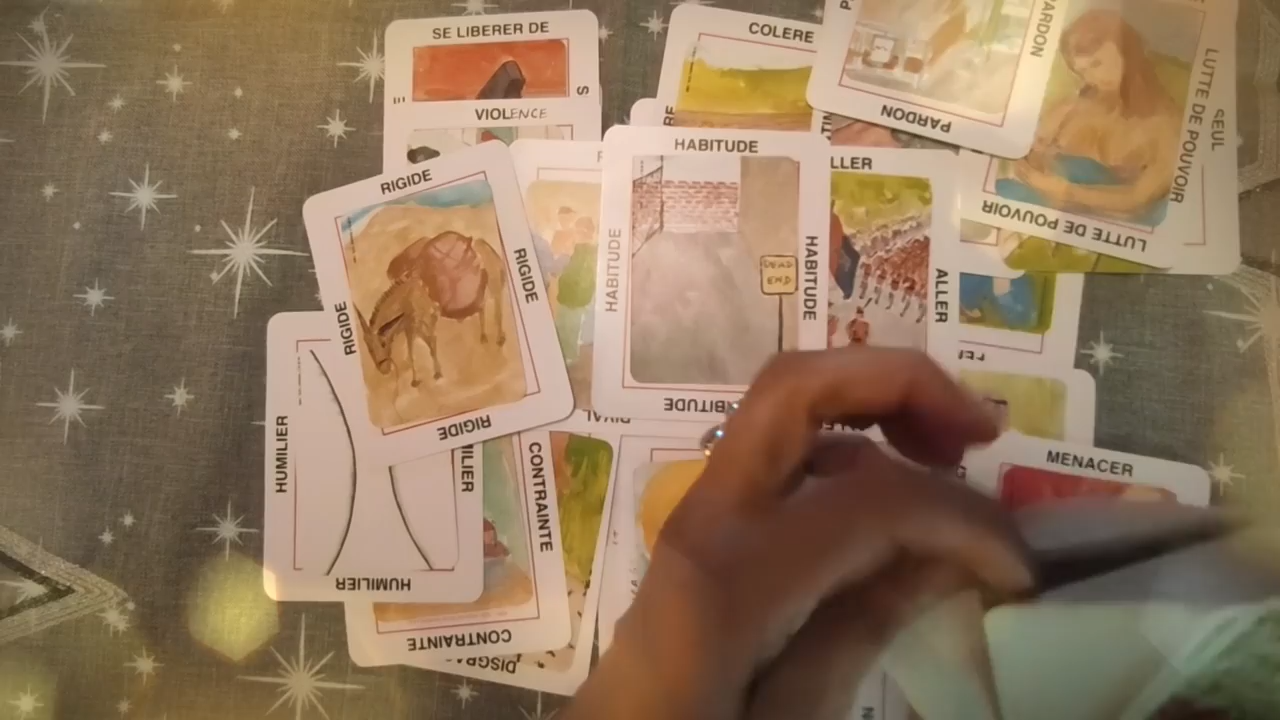 SE LIBERER DE
COLERE
PARDON
PARDON
SEUL
LUTTE DE POUVOIR
LUTTE DE POUVOIR
VIOLENCE
HABITUDE
HABITUDE
HABITUDE
HABITUDE
DEAD
END
RIGIDE
RIGIDE
RIGIDE
RIGIDE
ALLER
MENACER
HUMILIER
HUMILIER
CONTRAINTE
CONTRAINTE